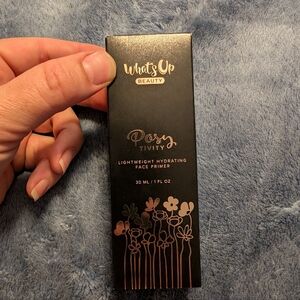 What's Up
BEAUTY
Posy
TIVITY
LIGHTWEIGHT HYDRATING
FACE PRIMER
30 ML / 1 FL OZ